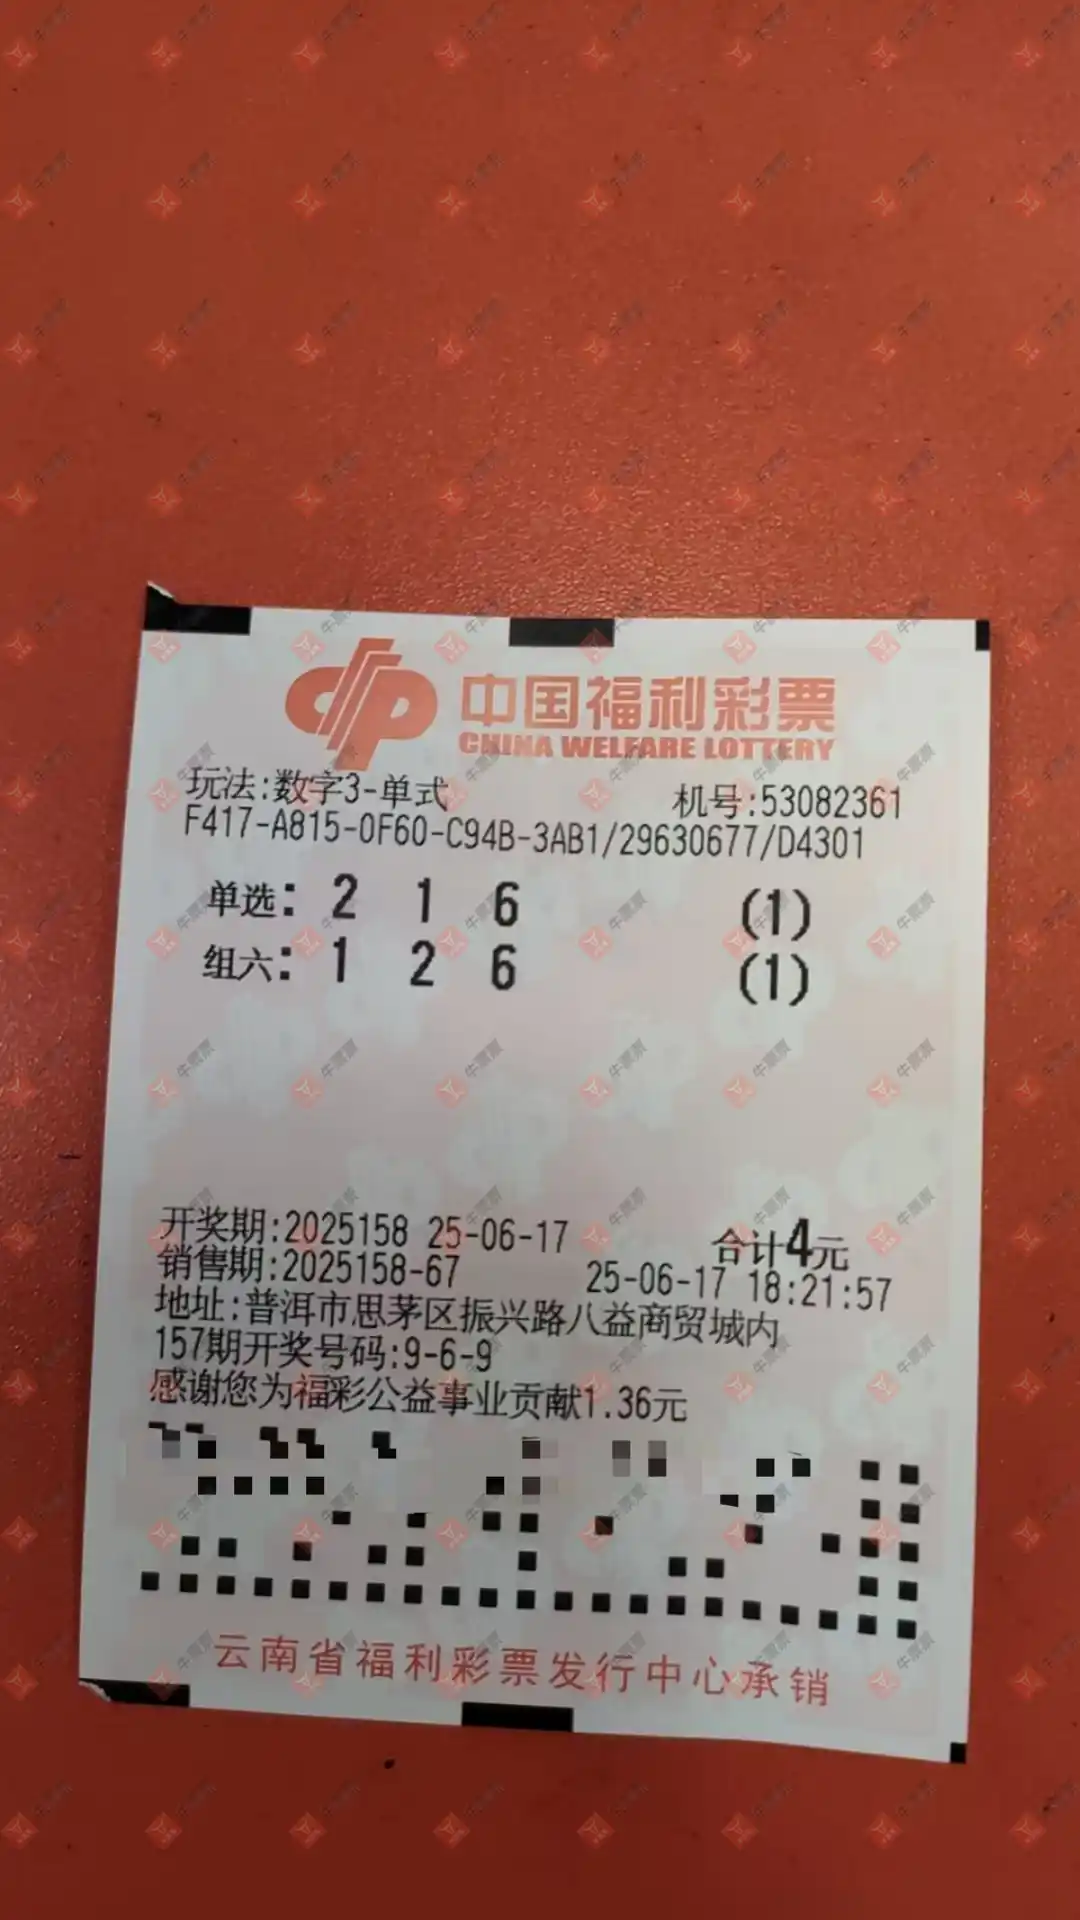 中国福利彩票
CHINA WELFARE LOTTERY
玩法:数字3-单式 机号:53082361
F417-A815-0F60-C94B-3AB1/29630677/D4301
单选: 2 1 6 (1)
组六: 1 2 6 (1)
开奖期:2025158 25-06-17 合计4元
销售期:2025158-67 25-06-17 18:21:57
地址:普洱市思茅区振兴路八益商贸城内
157期开奖号码:9-6-9
感谢您为福彩公益事业贡献1.36元
云南省福利彩票发行中心承销
牛票票